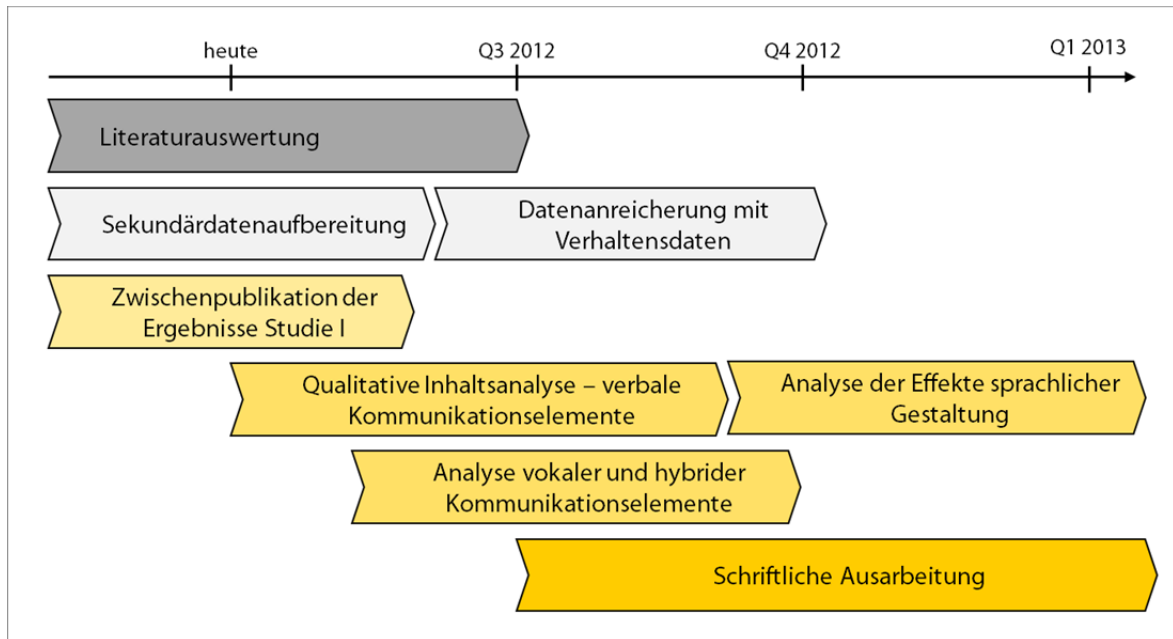 heute
Q3 2012
Q4 2012
Q1 2013
Literaturauswertung
Sekundärdatenaufbereitung
Datenanreicherung mit
Verhaltensdaten
Zwischenpublikation der
Ergebnisse Studie I
Qualitative Inhaltsanalyse – verbale
Kommunikationselemente
Analyse der Effekte sprachlicher
Gestaltung
Analyse vokaler und hybrider
Kommunikationselemente
Schriftliche Ausarbeitung